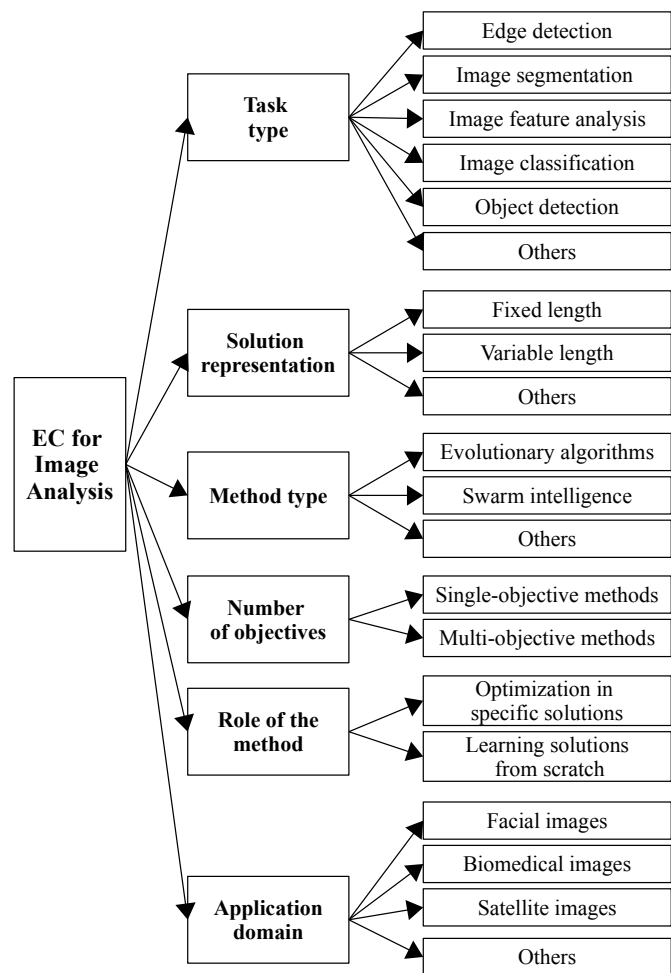 EC for
Image
Analysis
Task
type
Edge detection
Image segmentation
Image feature analysis
Image classification
Object detection
Others
Solution
representation
Fixed length
Variable length
Others
Method type
Evolutionary algorithms
Swarm intelligence
Others
Number
of objectives
Single-objective methods
Multi-objective methods
Role of the
method
Optimization in
specific solutions
Learning solutions
from scratch
Application
domain
Facial images
Biomedical images
Satellite images
Others